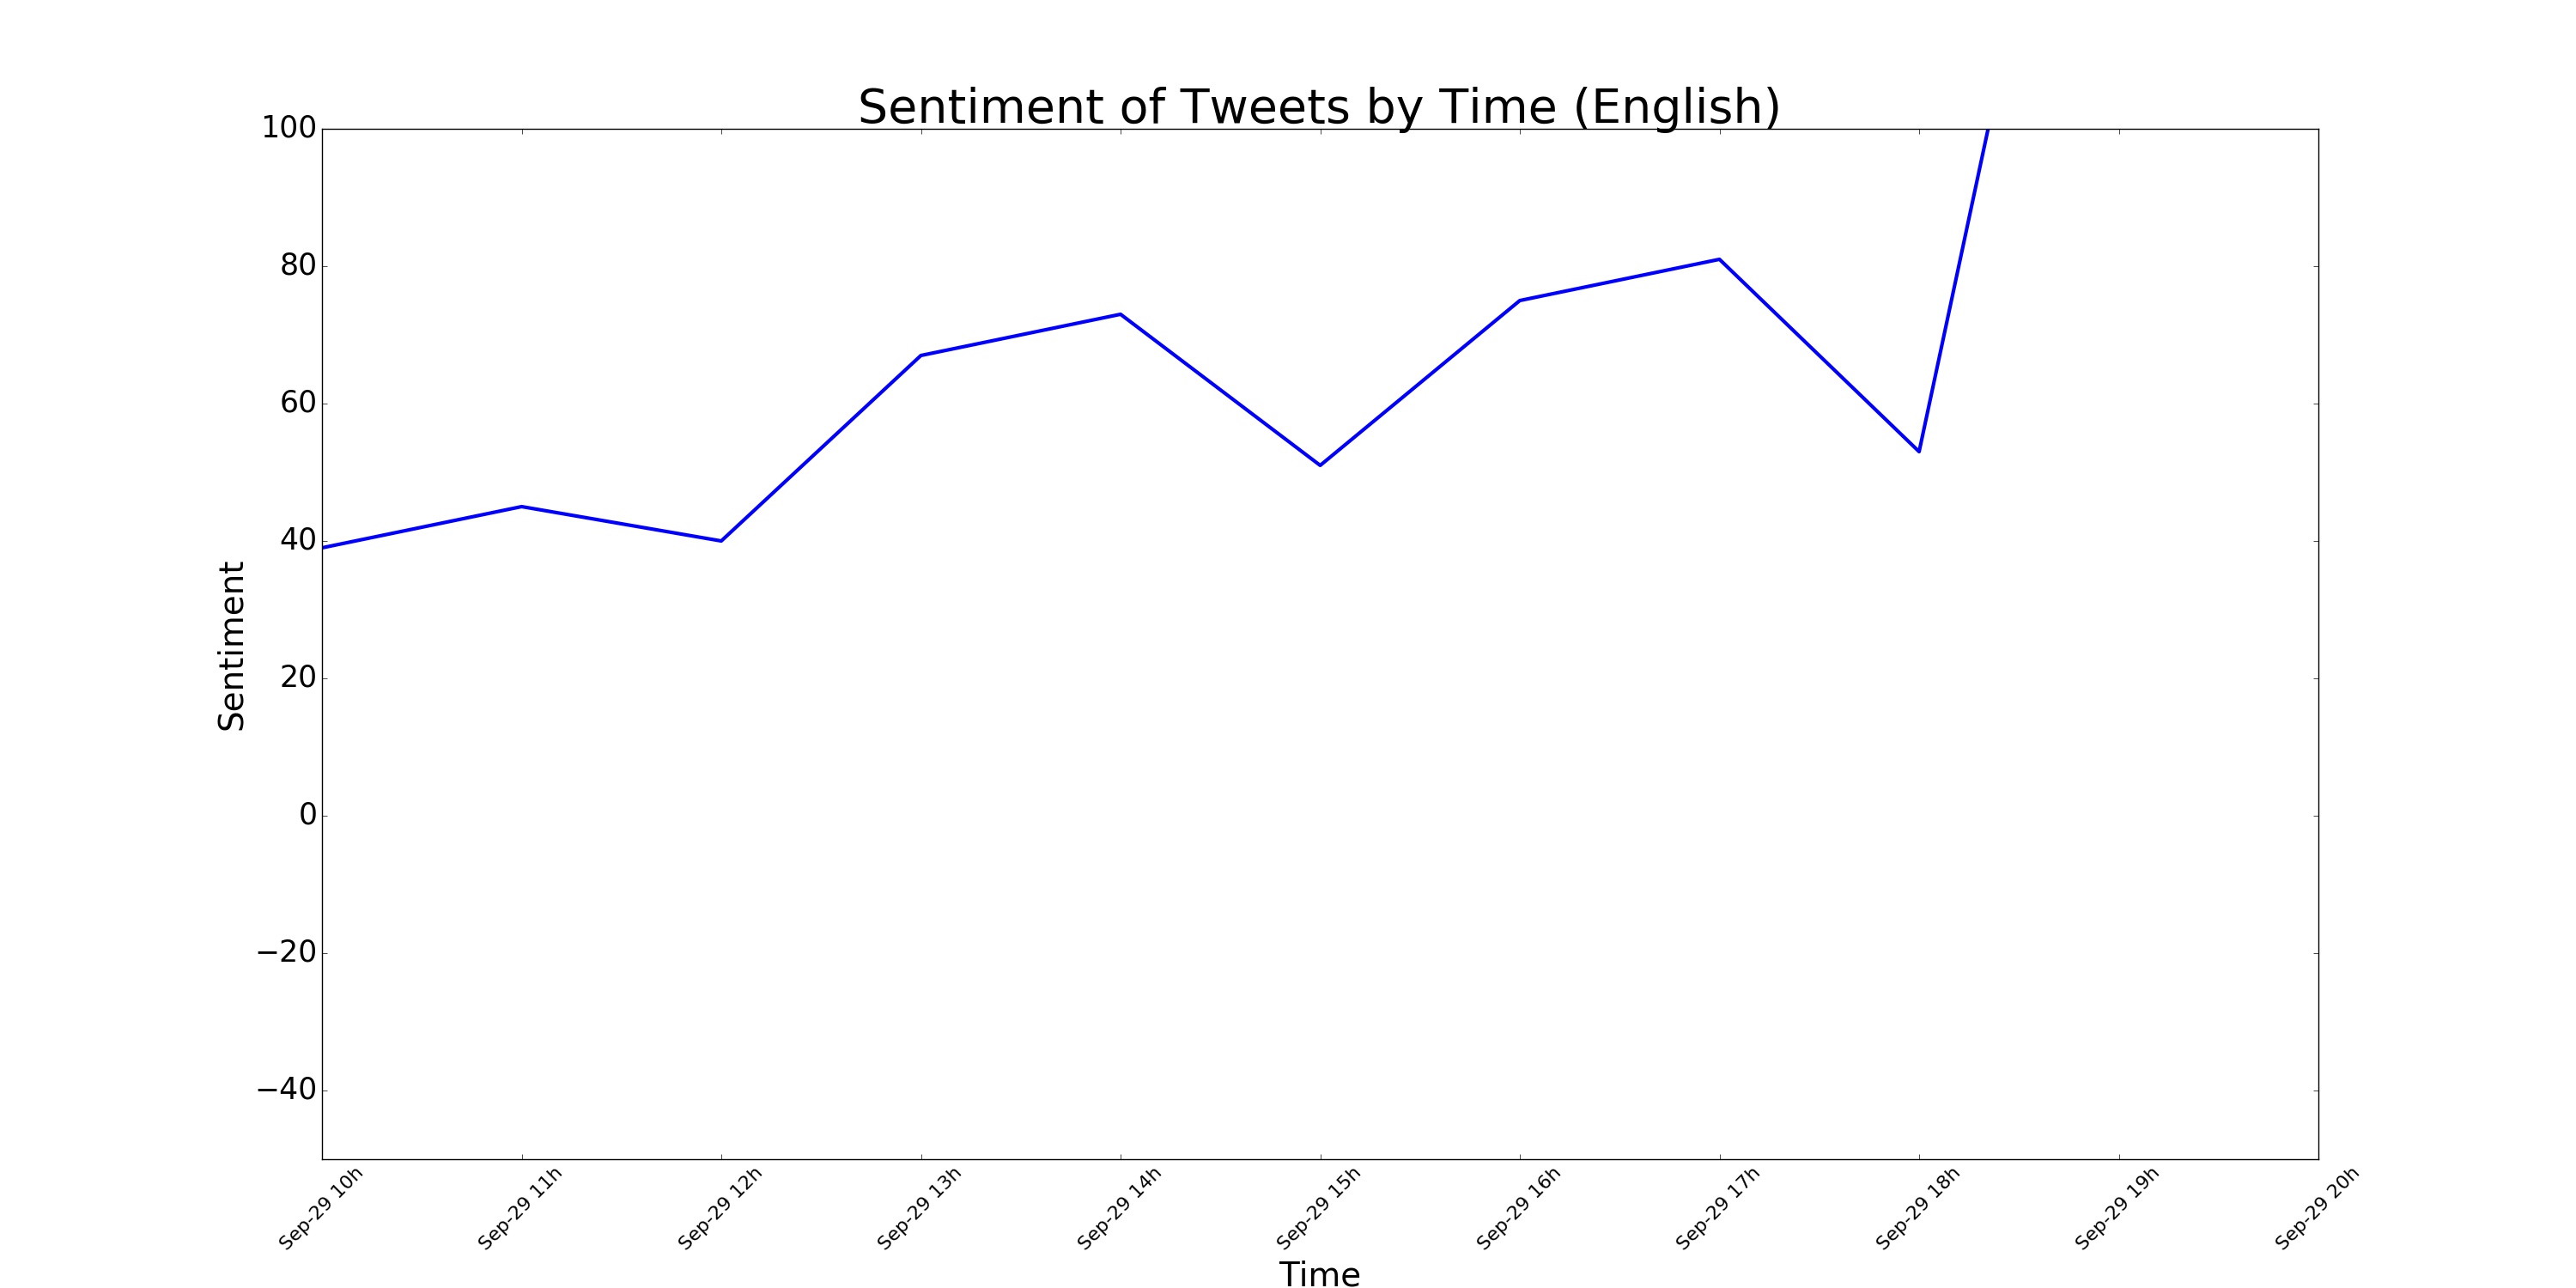 Sentiment of Tweets by Time (English)
100
80
60
40
20
0
−20
−40
Sentiment
Sep-29 10h
Sep-29 11h
Sep-29 12h
Sep-29 13h
Sep-29 14h
Sep-29 15h
Sep-29 16h
Sep-29 17h
Sep-29 18h
Sep-29 19h
Sep-29 20h
Time